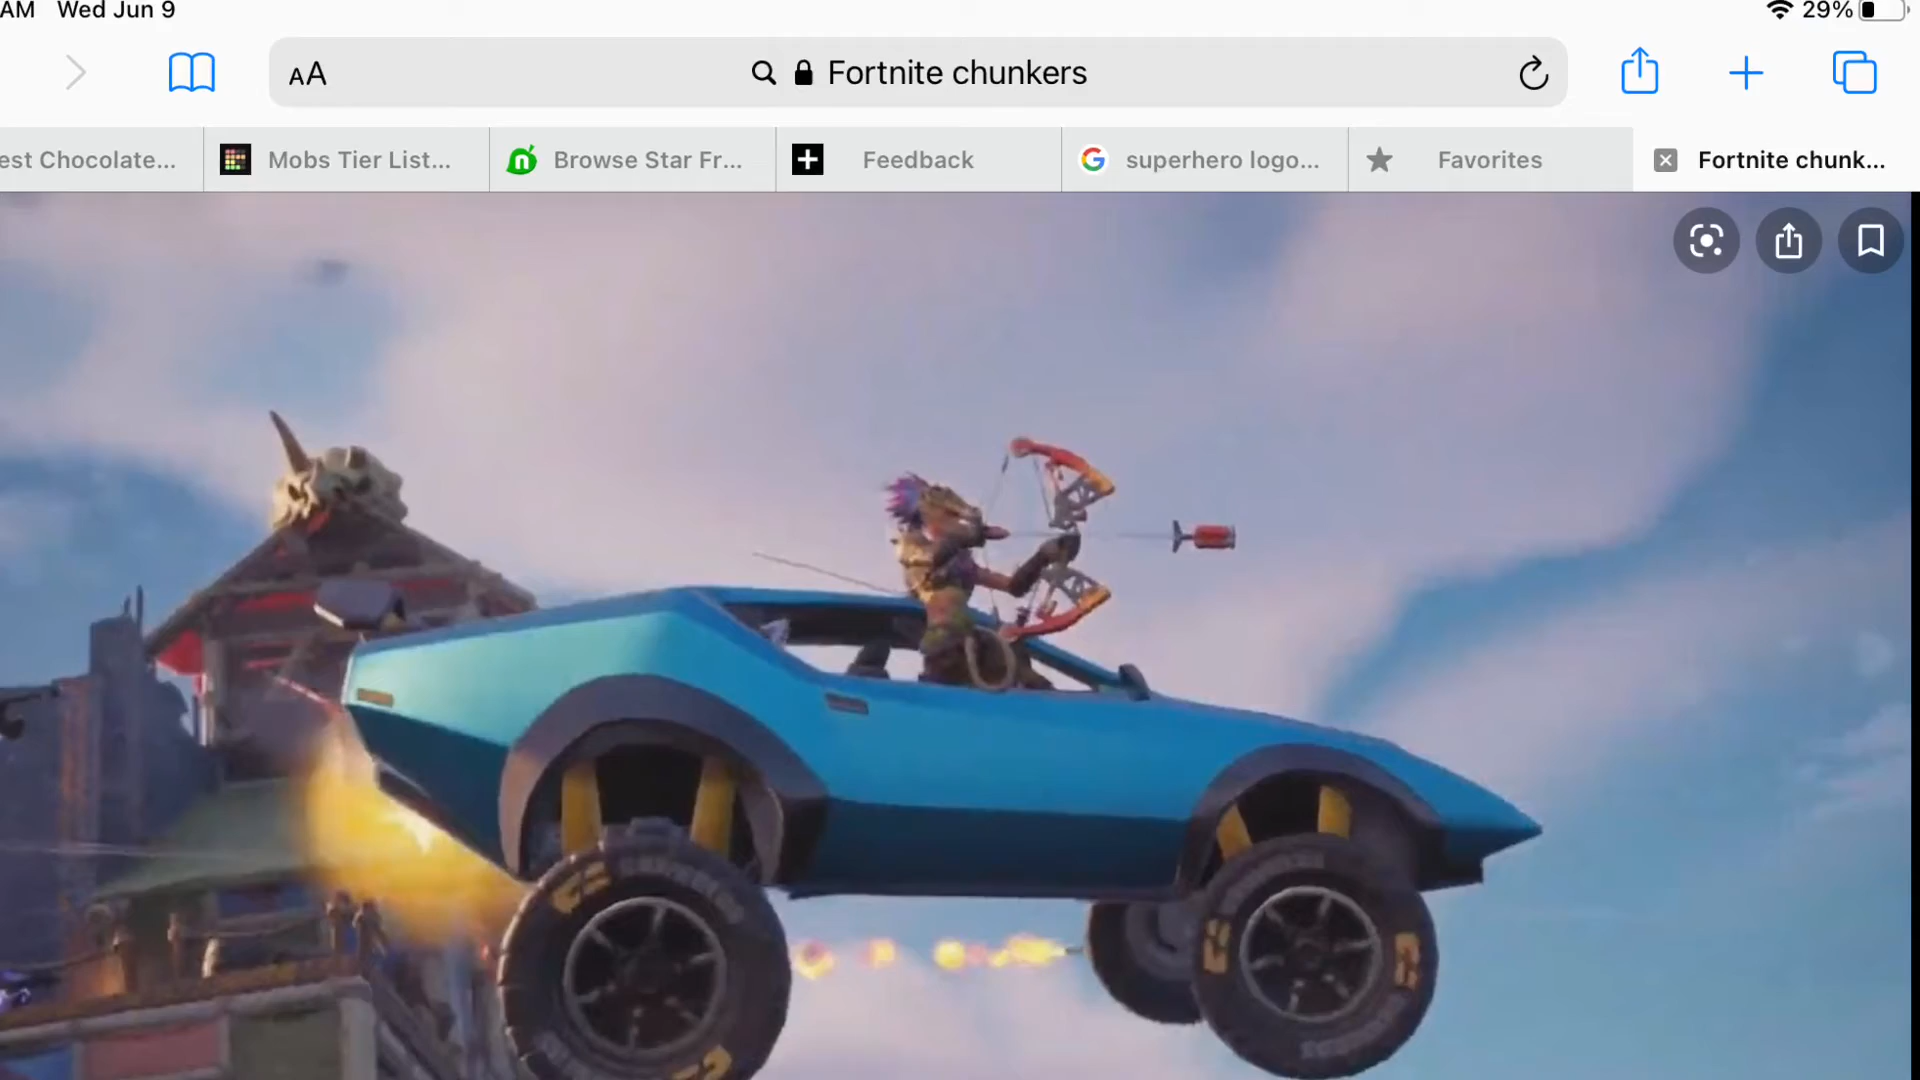 AM Wed Jun 9 29%
AA Fortnite chunkers
est Chocolate... Mobs Tier List... n Browse Star Fr... Feedback G superhero logo... Favorites Fortnite chunk...